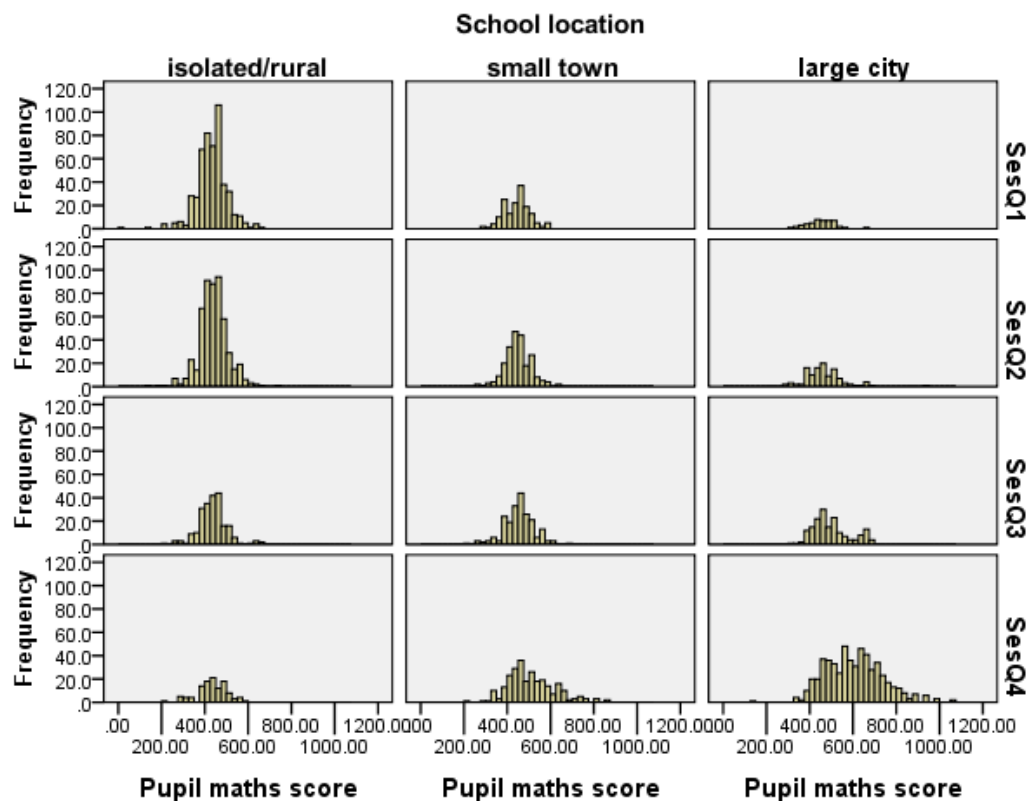 School location
isolated/rural small town large city
Frequency 120.0 100.0 80.0 60.0 40.0 20.0 .0 SesQ1
Frequency 120.0 100.0 80.0 60.0 40.0 20.0 .0 SesQ2
Frequency 120.0 100.0 80.0 60.0 40.0 20.0 .0 SesQ3
Frequency 120.0 100.0 80.0 60.0 40.0 20.0 .0 SesQ4
.00 400.00 800.00 1200.00 .00 400.00 800.00 1200.00 .00 400.00 800.00 1200.00
200.00 600.00 1000.00 200.00 600.00 1000.00 200.00 600.00 1000.00
Pupil maths score Pupil maths score Pupil maths score